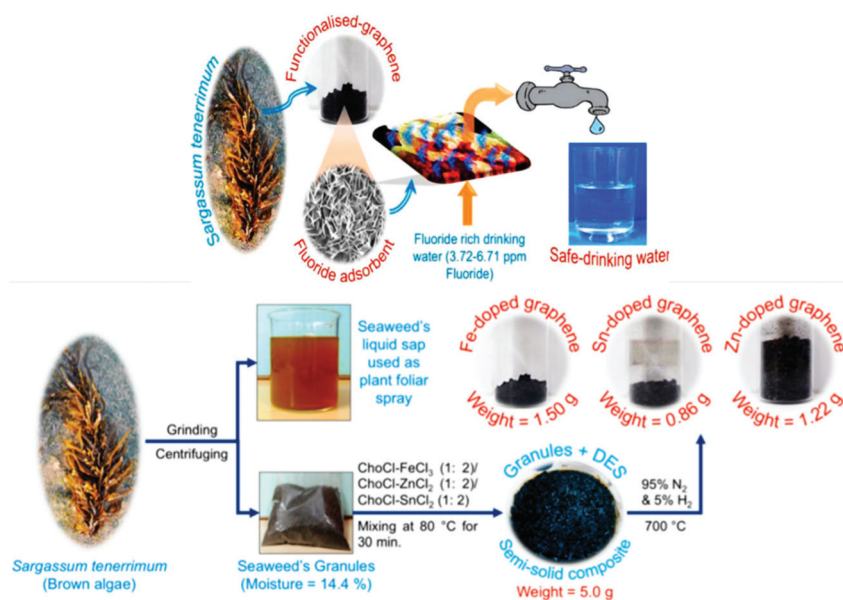 Sargassum tenerrimum
Functionalised-graphene
Fluoride adsorbent
Fluoride rich drinking
water (3.72-6.71 ppm
Fluoride)
Safe-drinking water
Sargassum tenerrimum
(Brown algae)
Grinding
Centrifuging
Seaweed's
liquid sap
used as
plant foliar
spray
Seaweed's Granules
(Moisture = 14.4 %)
ChoCl-FeCl₃ (1: 2)/
ChoCl-ZnCl₂ (1: 2)/
ChoCl-SnCl₂ (1: 2)
Mixing at 80 °C for
30 min.
Granules + DES
Semi-solid composite
Weight = 5.0 g
95% N₂
& 5% H₂
700 °C
Fe-doped graphene
Weight = 1.50 g
Sn-doped graphene
Weight = 0.86 g
Zn-doped graphene
Weight = 1.22 g